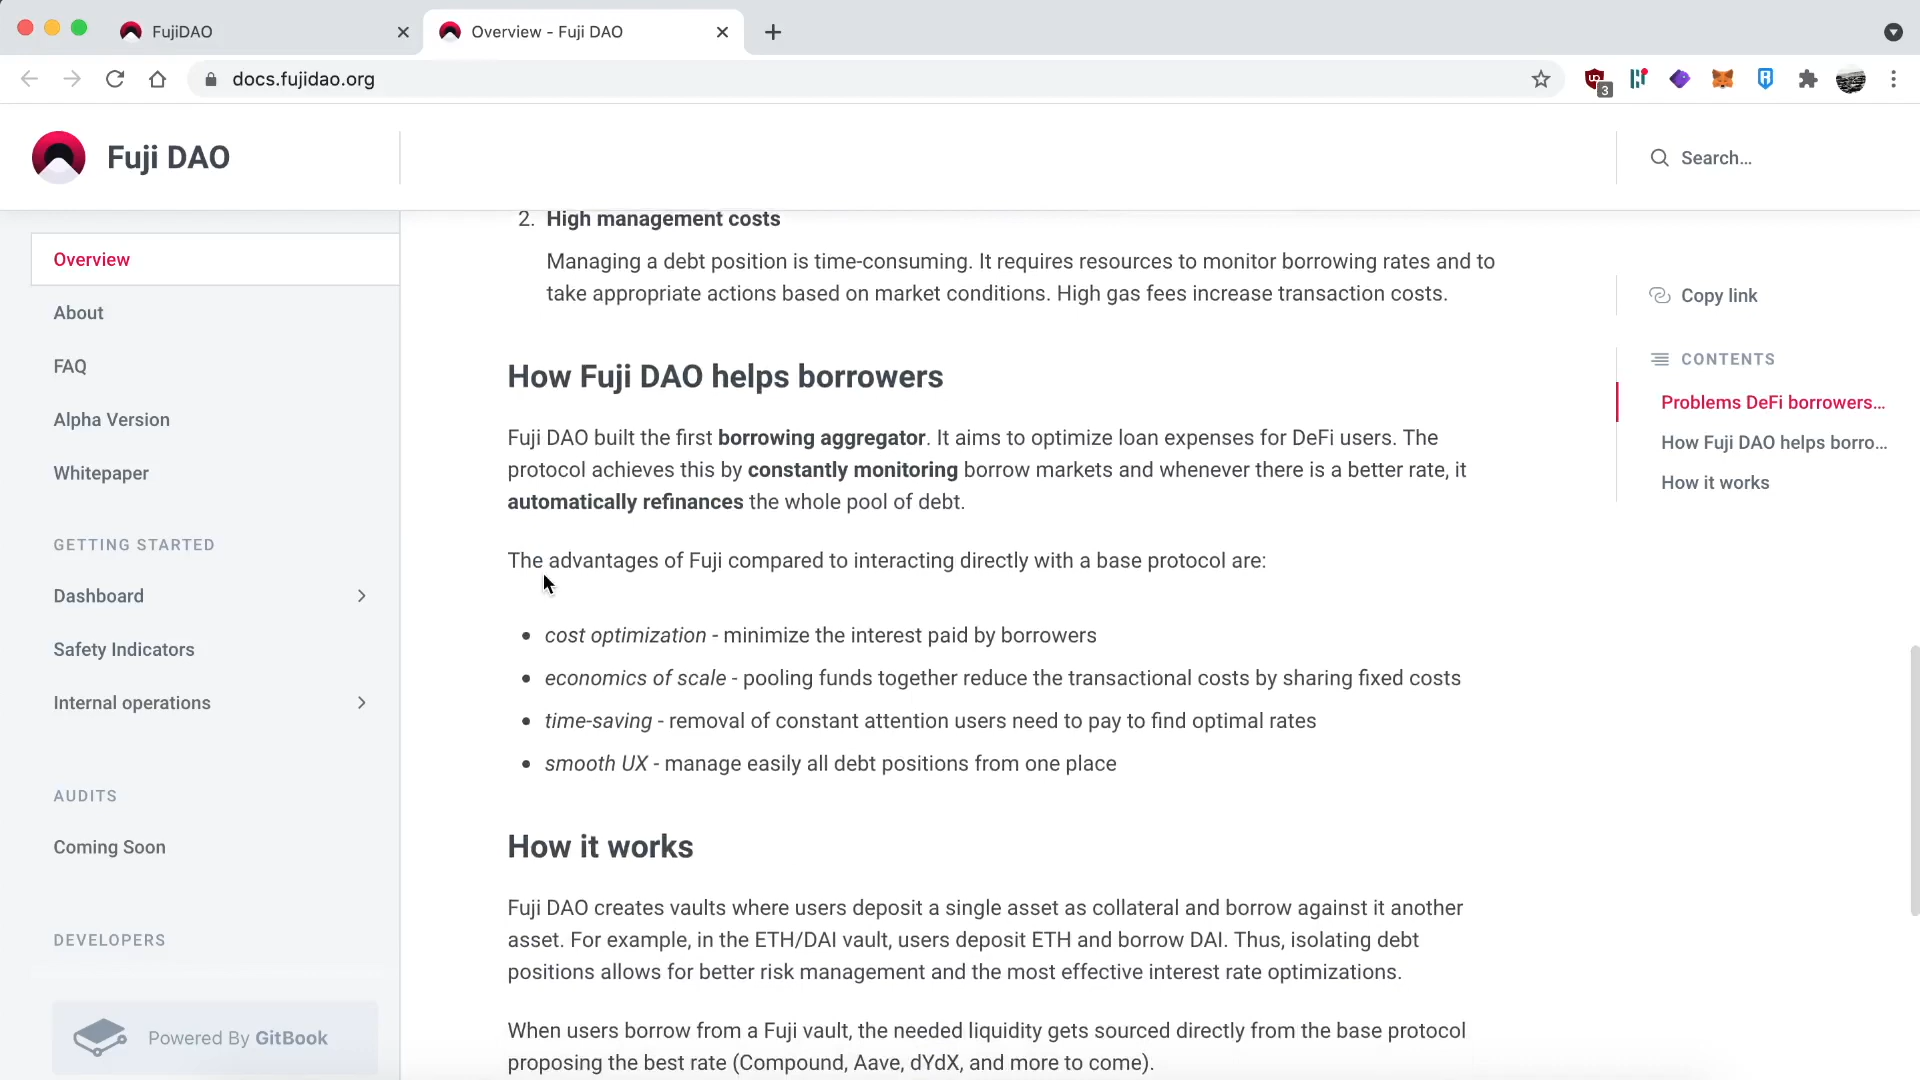 FujiDAO
Overview - Fuji DAO
docs.fujidao.org
3
Fuji DAO
Search...
Overview
About
FAQ
Alpha Version
Whitepaper
GETTING STARTED
Dashboard
Safety Indicators
Internal operations
AUDITS
Coming Soon
DEVELOPERS
Powered By GitBook
2. High management costs
Managing a debt position is time-consuming. It requires resources to monitor borrowing rates and to
take appropriate actions based on market conditions. High gas fees increase transaction costs.
How Fuji DAO helps borrowers
Fuji DAO built the first borrowing aggregator. It aims to optimize loan expenses for DeFi users. The
protocol achieves this by constantly monitoring borrow markets and whenever there is a better rate, it
automatically refinances the whole pool of debt.
The advantages of Fuji compared to interacting directly with a base protocol are:
• cost optimization - minimize the interest paid by borrowers
• economics of scale - pooling funds together reduce the transactional costs by sharing fixed costs
• time-saving - removal of constant attention users need to pay to find optimal rates
• smooth UX - manage easily all debt positions from one place
How it works
Fuji DAO creates vaults where users deposit a single asset as collateral and borrow against it another
asset. For example, in the ETH/DAI vault, users deposit ETH and borrow DAI. Thus, isolating debt
positions allows for better risk management and the most effective interest rate optimizations.
When users borrow from a Fuji vault, the needed liquidity gets sourced directly from the base protocol
proposing the best rate (Compound, Aave, dYdX, and more to come).
Copy link
CONTENTS
Problems DeFi borrowers...
How Fuji DAO helps borro...
How it works